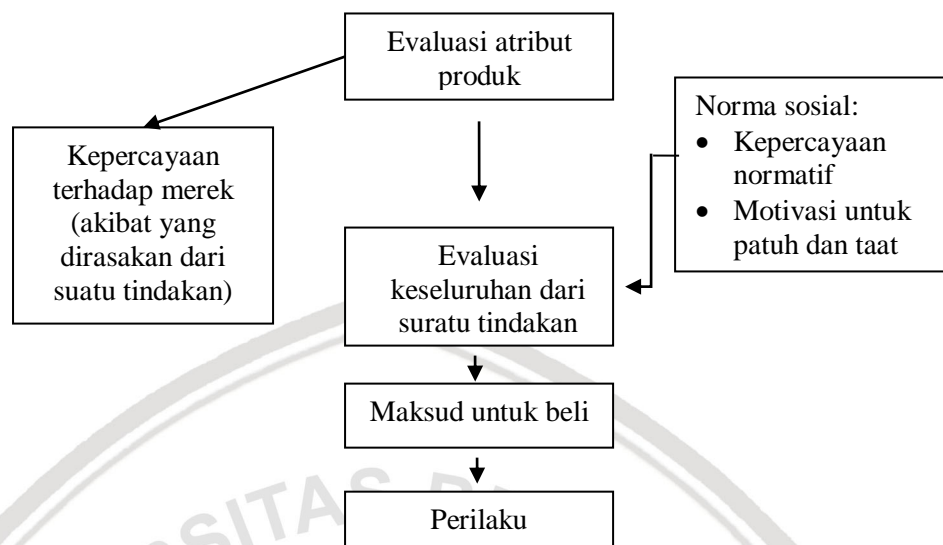 Evaluasi atribut
produk
Kepercayaan
terhadap merek
(akibat yang
dirasakan dari
suatu tindakan)
Norma sosial:
• Kepercayaan
normatif
• Motivasi untuk
patuh dan taat
Evaluasi
keseluruhan dari
suratu tindakan
Maksud untuk beli
Perilaku